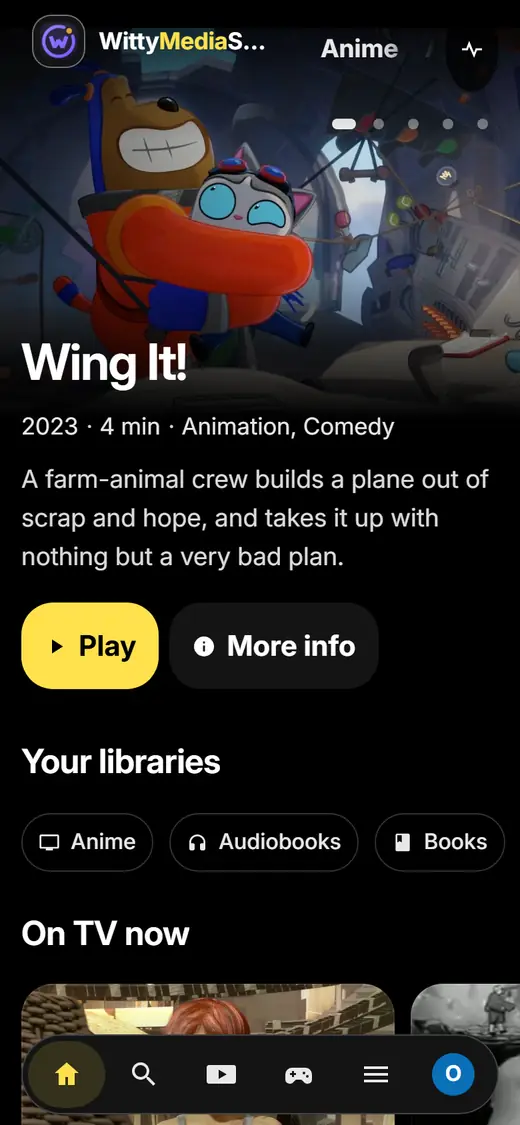 WittyMediaS...
Anime
Wing It!
2023 · 4 min · Animation, Comedy
A farm-animal crew builds a plane out of
scrap and hope, and takes it up with
nothing but a very bad plan.
Play
More info
Your libraries
Anime
Audiobooks
Books
On TV now
O